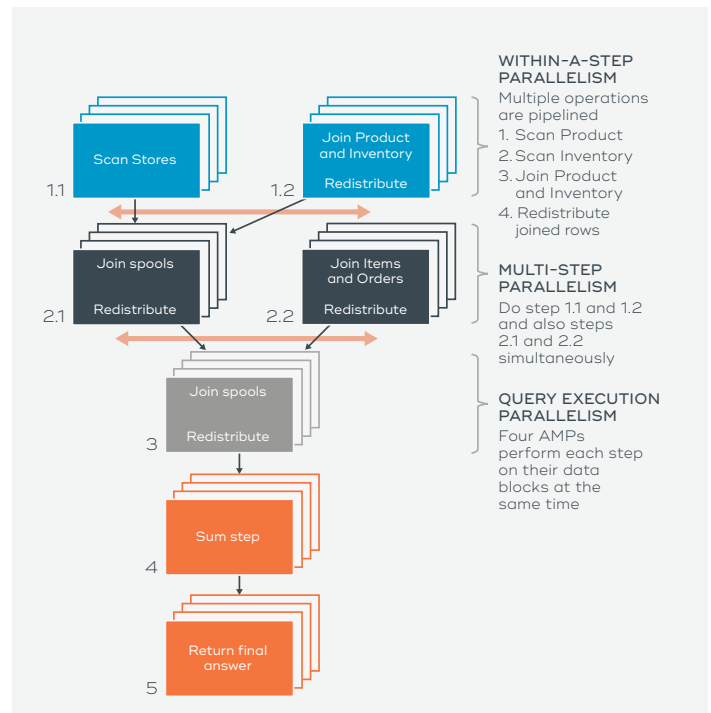 Scan Stores
1.1
Join Product
and Inventory
Redistribute
1.2
Join spools
Redistribute
2.1
Join Items
and Orders
Redistribute
2.2
Join spools
Redistribute
3
Sum step
4
Return final
answer
5
WITHIN-A-STEP
PARALLELISM
Multiple operations
are pipelined
1. Scan Product
2. Scan Inventory
3. Join Product
and Inventory
4. Redistribute
joined rows
MULTI-STEP
PARALLELISM
Do step 1.1 and 1.2
and also steps
2.1 and 2.2
simultaneously
QUERY EXECUTION
PARALLELISM
Four AMPs
perform each step
on their data
blocks at the
same time